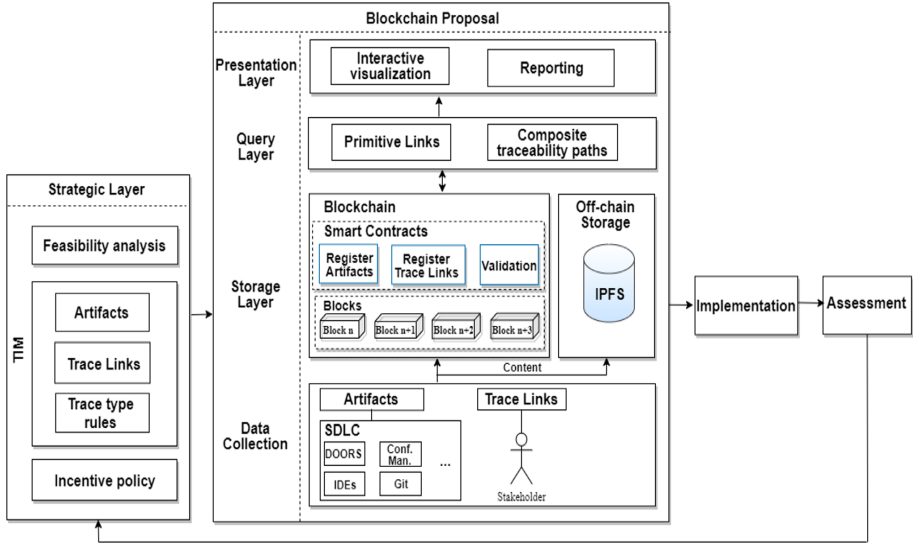 Blockchain Proposal
Presentation
Layer
Interactive
visualization
Reporting
Query
Layer
Primitive Links
Composite
traceability paths
Strategic Layer
Feasibility analysis
TIM
Artifacts
Trace Links
Trace type
rules
Incentive policy
Storage
Layer
Blockchain
Smart Contracts
Register
Artifacts
Register
Trace Links
Validation
Blocks
Block n
Block n+1
Block n+2
Block n+3
Off-chain
Storage
IPFS
Implementation
Assessment
Content
Data
Collection
Artifacts
Trace Links
SDLC
DOORS
Conf.
Man.
...
IDEs
Git
Stakeholder